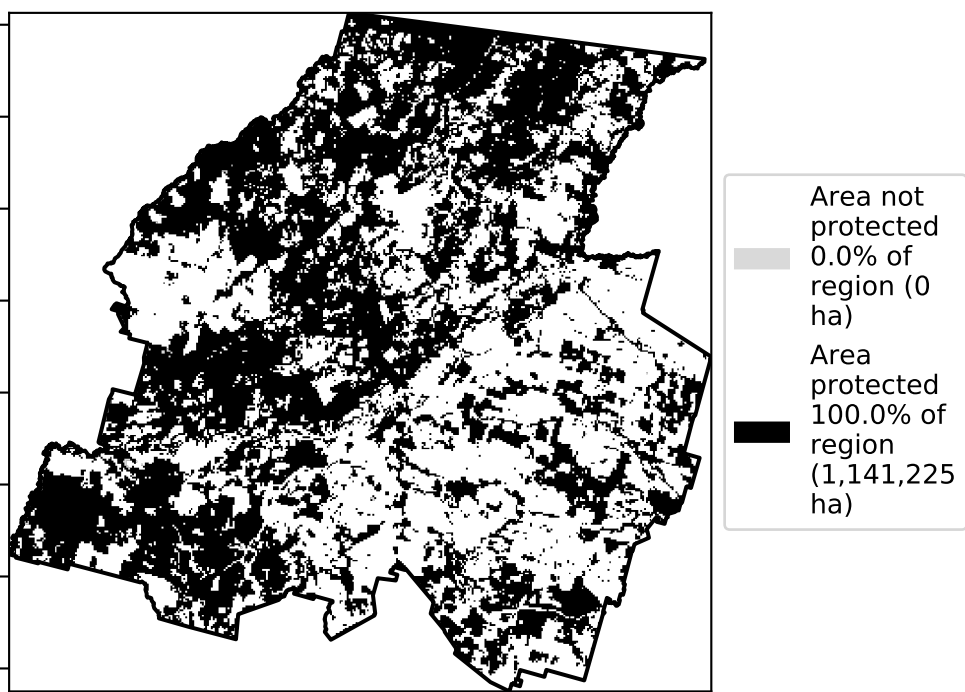 Area not
protected
0.0% of
region (0
ha)
Area
protected
100.0% of
region
(1,141,225
ha)